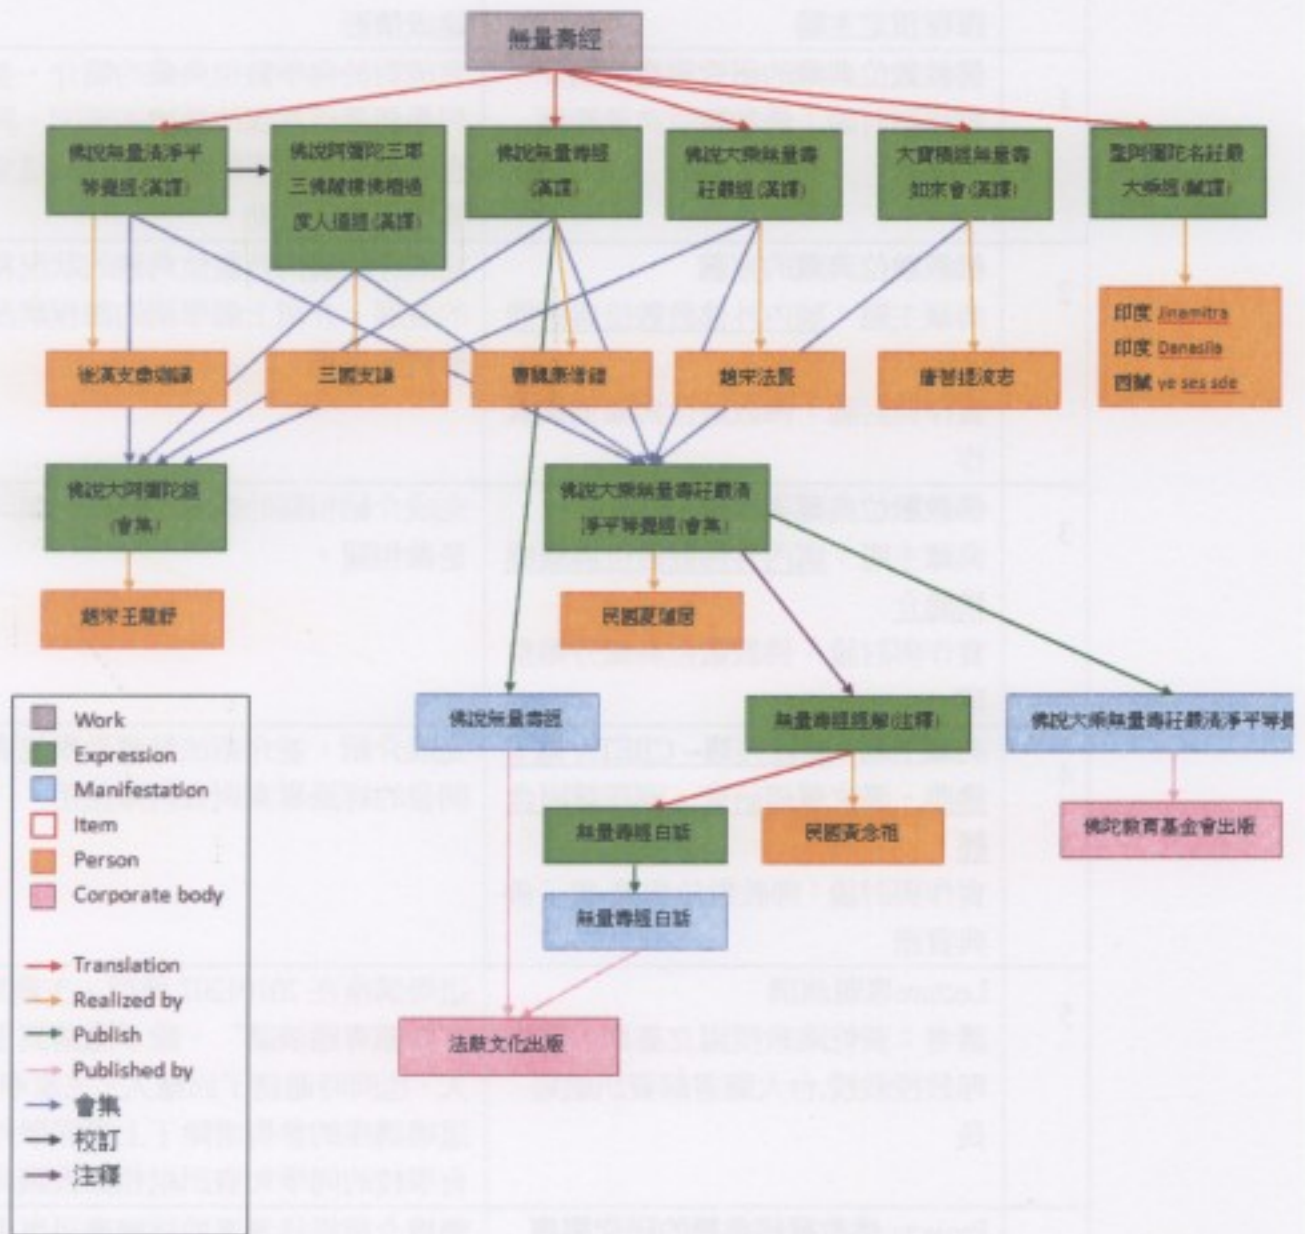 無量壽經
佛說無量清淨平
等覺經(漢譯)
佛說阿彌陀三耶
三佛薩樓佛檀過
度人道經(漢譯)
佛說無量壽經
(漢譯)
佛說大乘無量壽
莊嚴經(漢譯)
大寶積經無量壽
如來會(漢譯)
聖阿彌陀名莊嚴
大乘經(藏譯)
印度 Jinamitra
印度 Danasila
西藏 ye ses sde
後漢支婁迦讖
三國支謙
曹魏康僧鎧
趙宋法賢
唐菩提流志
佛說大阿彌陀經
(會集)
佛說大乘無量壽莊嚴清
淨平等覺經(會集)
趙宋王龍舒
民國夏蓮居
佛說無量壽經
無量壽經經解(注釋)
佛說大乘無量壽莊嚴清淨平等覺
無量壽經白話
民國黃念祖
佛陀教育基金會出版
無量壽經白話
法鼓文化出版
Work
Expression
Manifestation
Item
Person
Corporate body
Translation
Realized by
Publish
Published by
會集
校訂
注釋